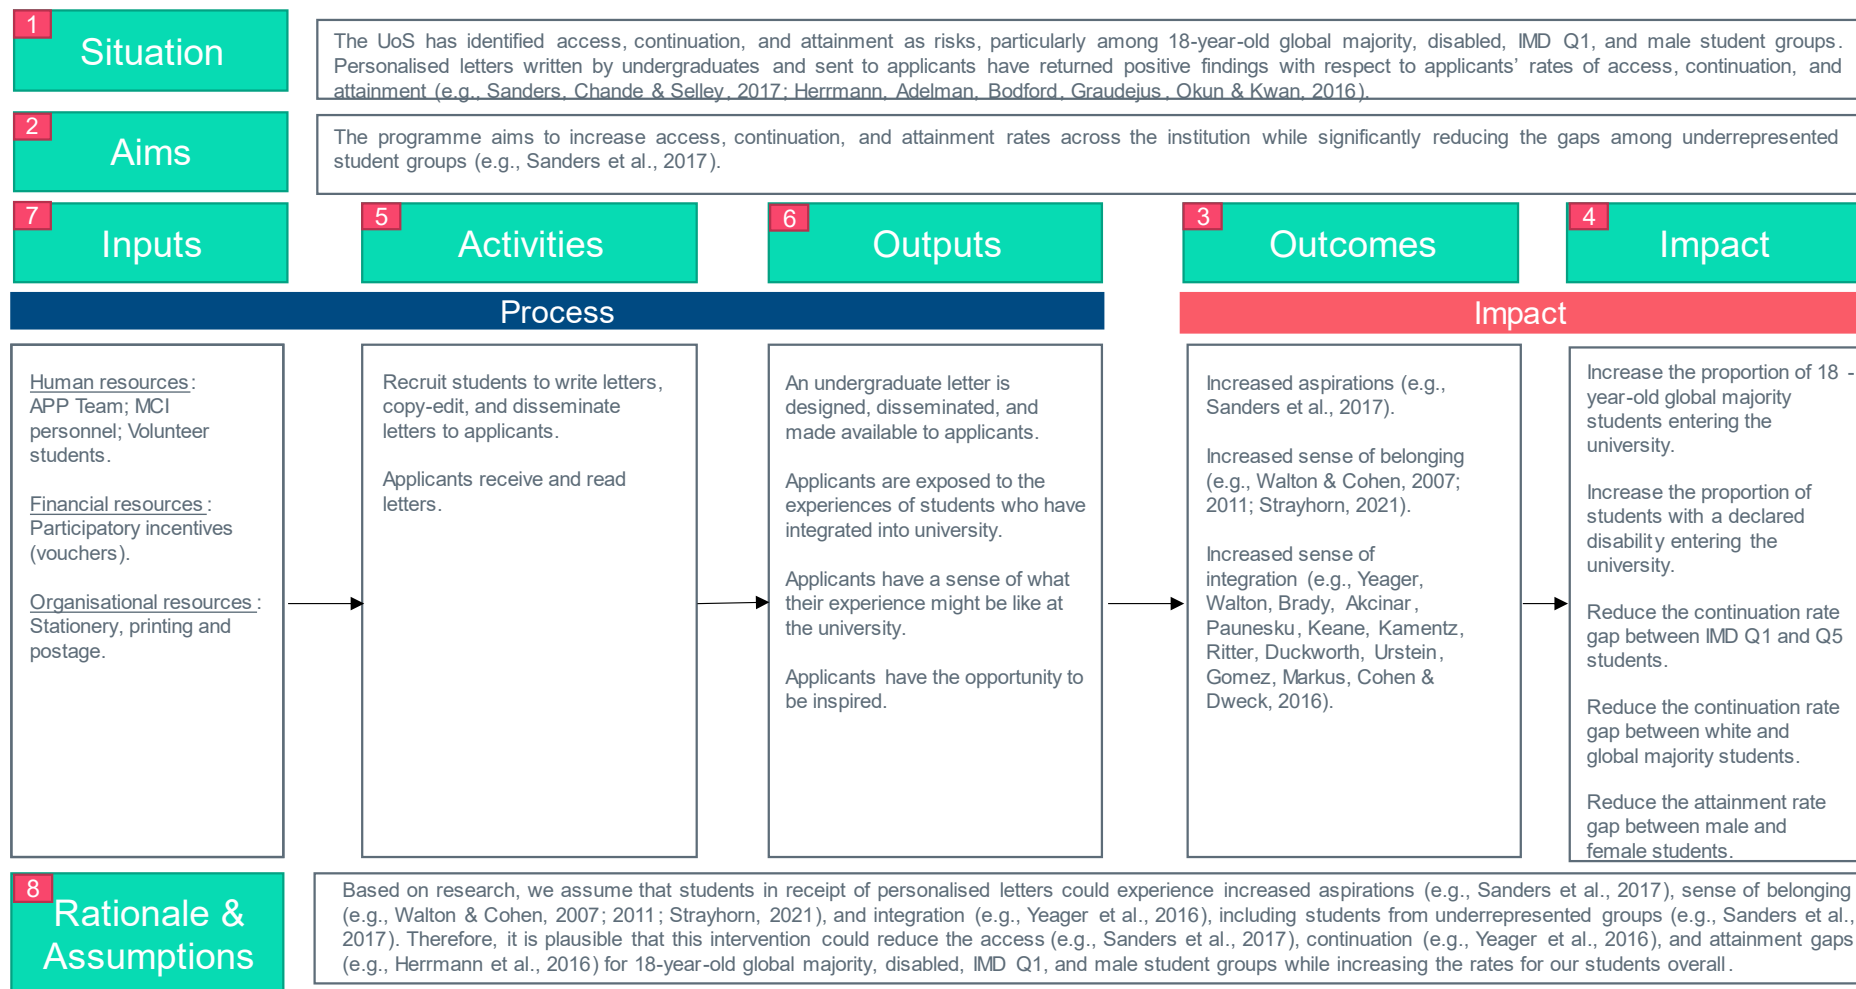 1
Situation
The UoS has identified access, continuation, and attainment as risks, particularly among 18-year-old global majority, disabled, IMD Q1, and male student groups.
Personalised letters written by undergraduates and sent to applicants have returned positive findings with respect to applicants' rates of access, continuation, and
attainment (e.g., Sanders, Chande & Selley, 2017; Herrmann, Adelman, Bodford, Graudejus, Okun & Kwan, 2016).
2
Aims
The programme aims to increase access, continuation, and attainment rates across the institution while significantly reducing the gaps among underrepresented
student groups (e.g., Sanders et al., 2017).
7
Inputs
5
Activities
6
Outputs
3
Outcomes
4
Impact
Process
Impact
Human resources:
APP Team; MCI
personnel; Volunteer
students.
Financial resources:
Participatory incentives
(vouchers).
Organisational resources:
Stationery, printing and
postage.
Recruit students to write letters,
copy-edit, and disseminate
letters to applicants.
Applicants receive and read
letters.
An undergraduate letter is
designed, disseminated, and
made available to applicants.
Applicants are exposed to the
experiences of students who have
integrated into university.
Applicants have a sense of what
their experience might be like at
the university.
Applicants have the opportunity to
be inspired.
Increased aspirations (e.g.,
Sanders et al., 2017).
Increased sense of belonging
(e.g., Walton & Cohen, 2007;
2011; Strayhorn, 2021).
Increased sense of
integration (e.g., Yeager,
Walton, Brady, Akcinar,
Paunesku, Keane, Kamentz,
Ritter, Duckworth, Urstein,
Gomez, Markus, Cohen &
Dweck, 2016).
Increase the proportion of 18 -
year-old global majority
students entering the
university.
Increase the proportion of
students with a declared
disability entering the
university.
Reduce the continuation rate
gap between IMD Q1 and Q5
students.
Reduce the continuation rate
gap between white and
global majority students.
Reduce the attainment rate
gap between male and
female students.
8
Rationale &
Assumptions
Based on research, we assume that students in receipt of personalised letters could experience increased aspirations (e.g., Sanders et al., 2017), sense of belonging
(e.g., Walton & Cohen, 2007; 2011; Strayhorn, 2021), and integration (e.g., Yeager et al., 2016), including students from underrepresented groups (e.g., Sanders et al.,
2017). Therefore, it is plausible that this intervention could reduce the access (e.g., Sanders et al., 2017), continuation (e.g., Yeager et al., 2016), and attainment gaps
(e.g., Herrmann et al., 2016) for 18-year-old global majority, disabled, IMD Q1, and male student groups while increasing the rates for our students overall.